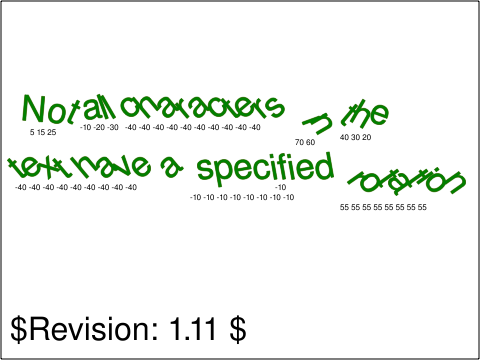 Not all characters in the
5 15 25 -10 -20 -30 -40 -40 -40 -40 -40 -40 -40 -40 -40 -40 70 60 40 30 20
text have a specified rotation
-40 -40 -40 -40 -40 -40 -40 -40 -40 -10
-10 -10 -10 -10 -10 -10 -10 -10 55 55 55 55 55 55 55 55
$Revision: 1.11 $